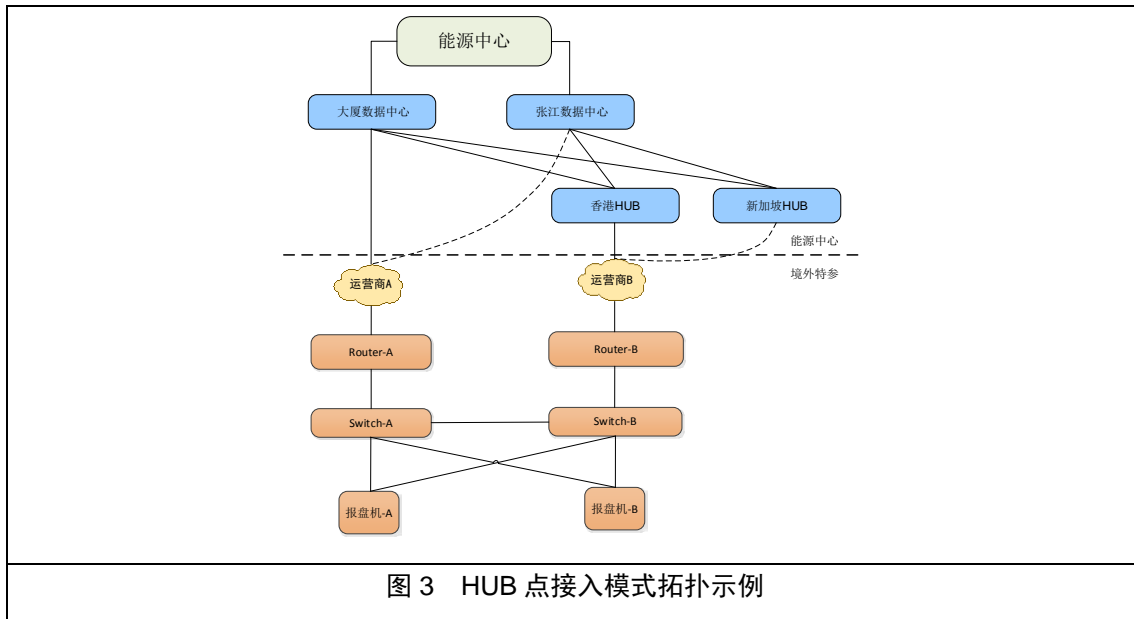 能源中心
大厦数据中心
张江数据中心
香港HUB
新加坡HUB
能源中心
境外特参
运营商A
运营商B
Router-A
Router-B
Switch-A
Switch-B
报盘机-A
报盘机-B
图 3 HUB 点接入模式拓扑示例